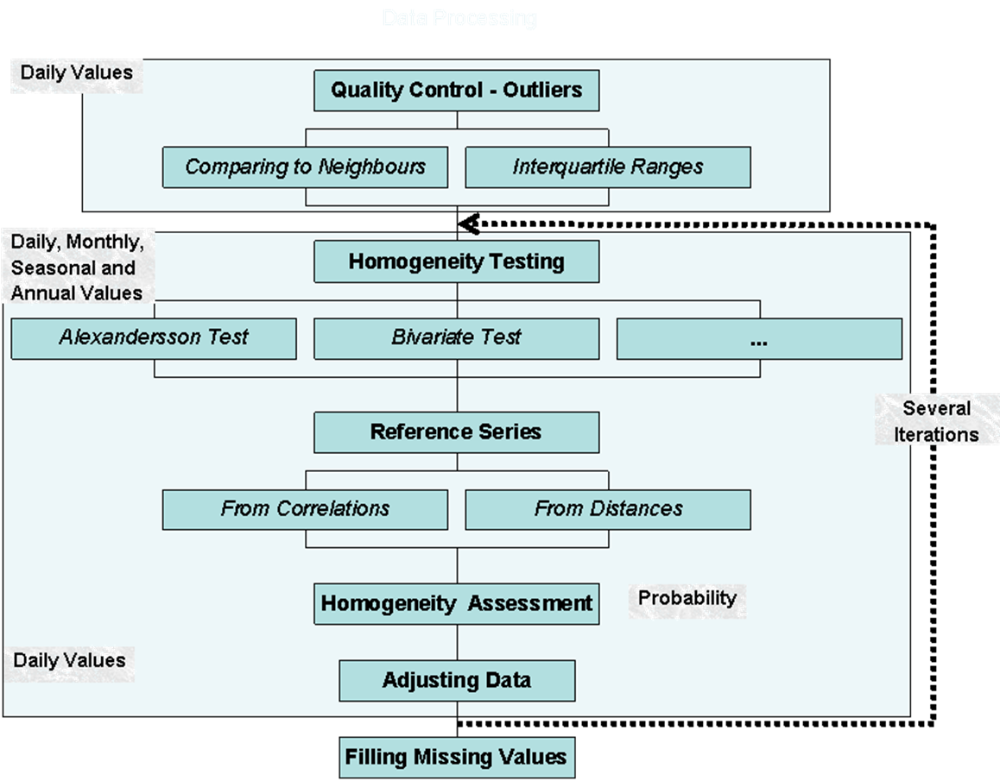 Data Processing
Daily Values
Quality Control - Outliers
Comparing to Neighbours
Interquartile Ranges
Daily, Monthly,
Seasonal and
Annual Values
Homogeneity Testing
Alexandersson Test
Bivariate Test
...
Reference Series
Several
Iterations
From Correlations
From Distances
Homogeneity Assessment
Probability
Daily Values
Adjusting Data
Filling Missing Values